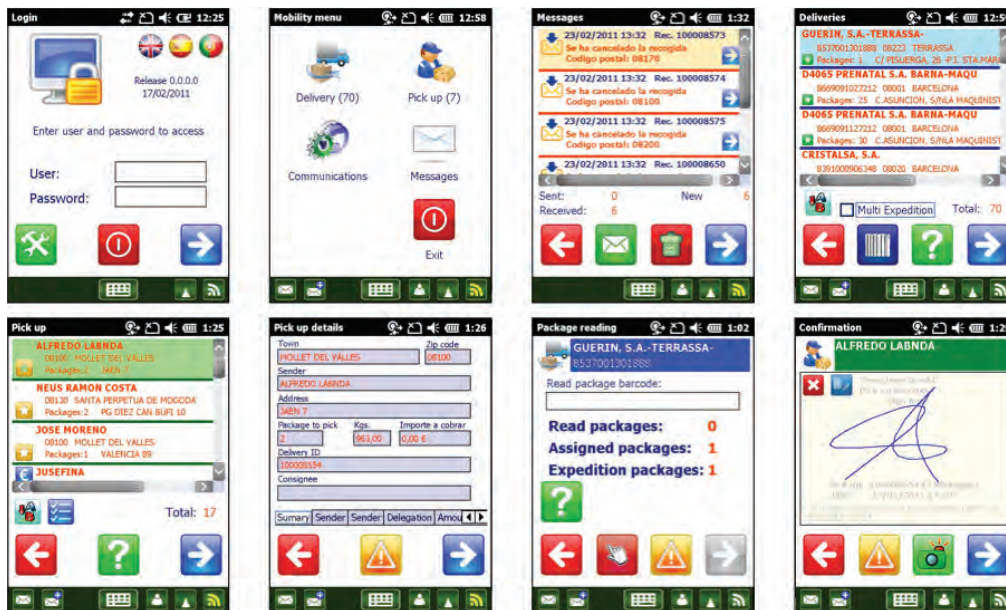 Login
12:25
Release 0.0.0.0
17/02/2011
Enter user and password to access
User:
Password:
Mobility menu
12:58
Delivery (70)
Pick up (7)
Communications
Messages
Exit
Messages
1:32
23/02/2011 13:32 Rec. 100008573
Se ha cancelado la recogida
Codigo postal: 08170
23/02/2011 13:32 Rec. 100008574
Se ha cancelado la recogida
Codigo postal: 08100
23/02/2011 13:32 Rec. 100008575
Se ha cancelado la recogida
Codigo postal: 08200
23/02/2011 13:32 Rec. 100008650
Sent: 0 New 6
Received: 6
Deliveries
12:59
GUERIN, S.A.-TERRASSA-
8537001301888 08223 TERRASSA
Packages: 1 C/ PISUERGA, 26 -P.I. STA.MAR
D4065 PRENATAL S.A. BARNA-MAQU
8669091027212 08001 BARCELONA
Packages: 25 C.ASUNCION, S/NLA MAQUINIST
D4065 PRENATAL S.A. BARNA-MAQU
8669091127212 08001 BARCELONA
Packages: 30 C.ASUNCION, S/NLA MAQUINIST
CRISTALSA, S.A.
8391000906348 08020 BARCELONA
Multi Expedition Total: 70
Pick up
1:25
ALFREDO LABNDA
08100 MOLLET DEL VALLES
Packages:2 JAEN 7
NEUS RAMON COSTA
08130 SANTA PERPETUA DE MOGODA
Packages:2 PG DIEZ CAN BUFI 10
JOSE MORENO
08100 MOLLET DEL VALLES
Packages:1 VALENCIA 89
JUSEFINA
Total: 17
Pick up details
1:26
Town Zip code
MOLLET DEL VALLES 08100
Sender
ALFREDO LABNDA
Address
JAEN 7
Package to pick Kgs. Importe a cobrar
2 963,00 0,00 €
Delivery ID
100008554
Consignee
Sumary Sender Sender Delegation Amou
Package reading
1:02
GUERIN, S.A.-TERRASSA-
8537001301888
Read package barcode:
Read packages: 0
Assigned packages: 1
Expedition packages: 1
Confirmation
ALFREDO LABNDA